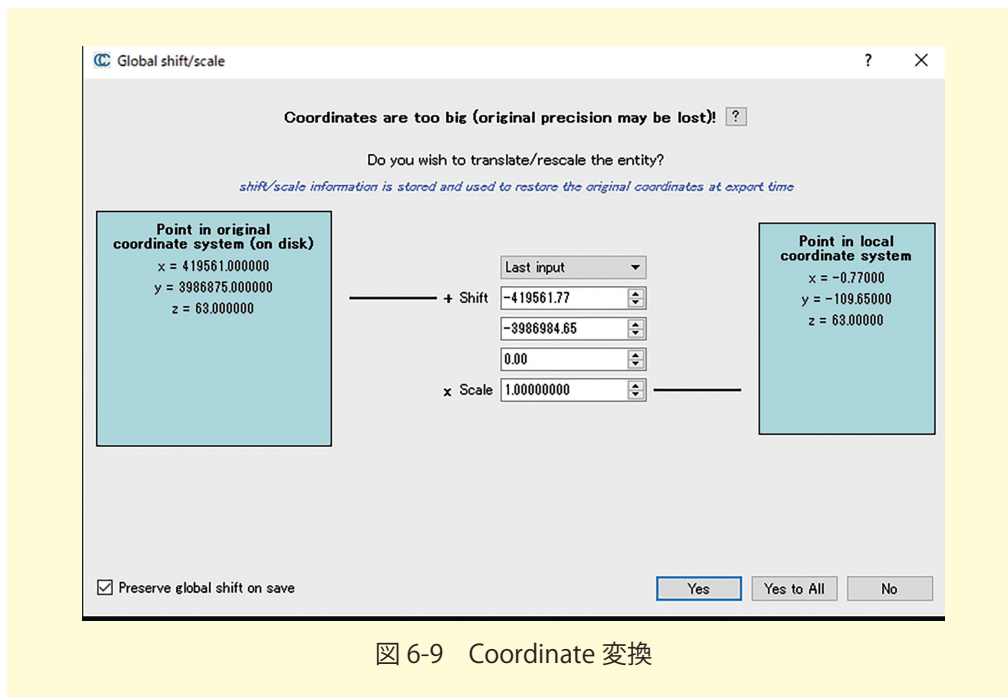 Global shift/scale
?
Coordinates are too big (original precision may be lost)! ?
Do you wish to translate/rescale the entity?
shift/scale information is stored and used to restore the original coordinates at export time
Point in original
coordinate system (on disk)
x = 419561.000000
y = 3986875.000000
z = 63.000000
Last input
+ Shift -419561.77
-3986984.65
0.00
x Scale 1.00000000
Point in local
coordinate system
x = -0.77000
y = -109.65000
z = 63.00000
Preserve global shift on save
Yes
Yes to All
No
図 6-9 Coordinate 変換